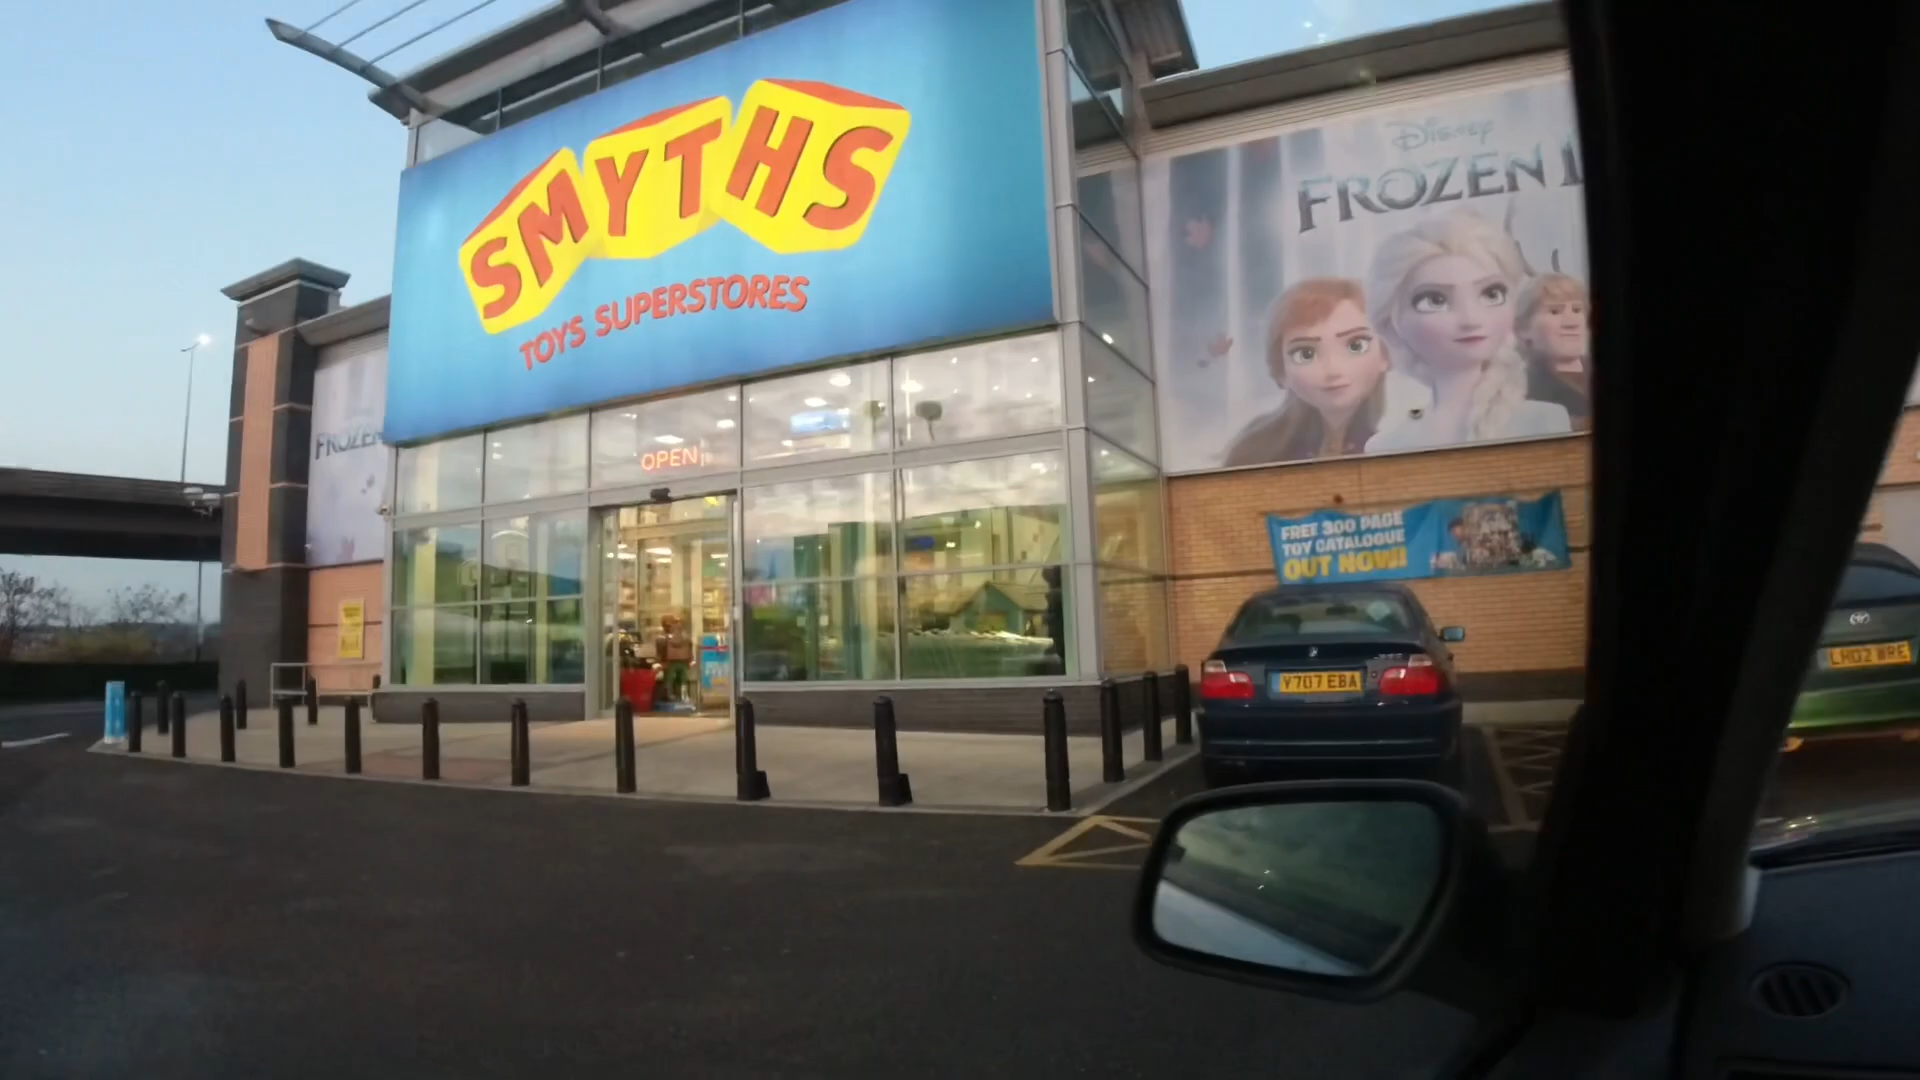 SMYTHS
TOYS SUPERSTORES
Disney
FROZEN
FROZEN
OPEN
FREE 300 PAGE
TOY CATALOGUE
OUT NOW!
Y707 EBA
LH02 WRE